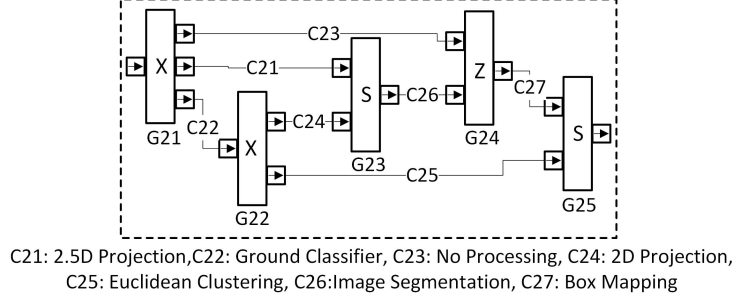 C23
X
Z
C21
C27
S
C26
G21
C22
C24
G24
S
X
G23
C25
G22
G25
C21: 2.5D Projection,C22: Ground Classifier, C23: No Processing, C24: 2D Projection,
C25: Euclidean Clustering, C26:Image Segmentation, C27: Box Mapping